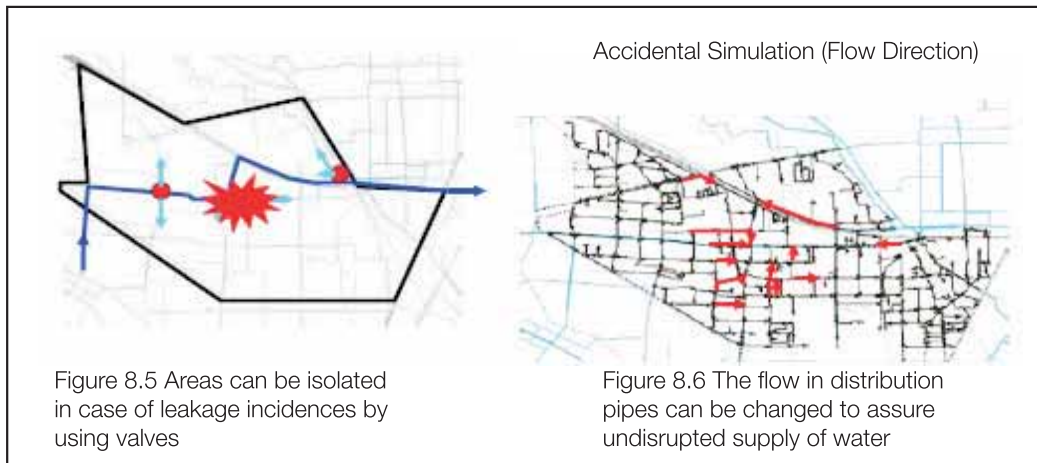 Accidental Simulation (Flow Direction)
Figure 8.5 Areas can be isolated
in case of leakage incidences by
using valves
Figure 8.6 The flow in distribution
pipes can be changed to assure
undisrupted supply of water